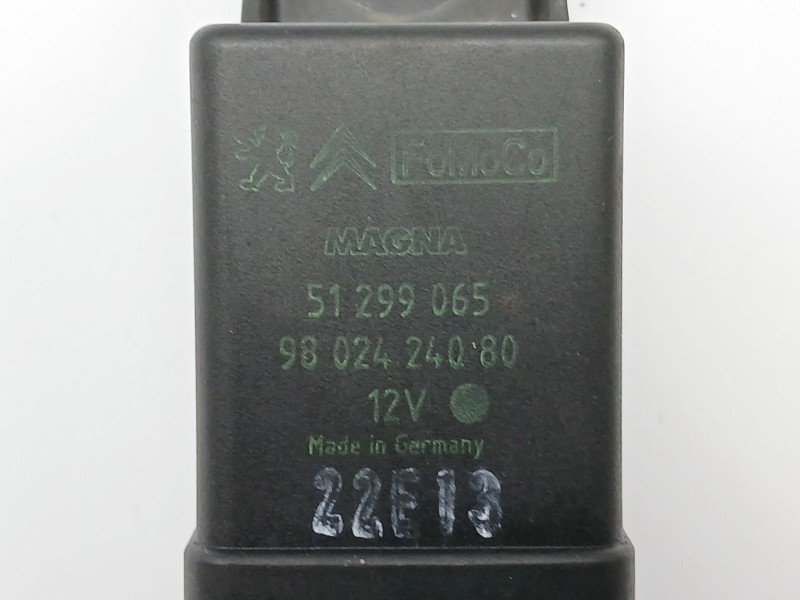 FoMoCo
MAGNA
51 299 065
98 024 240 80
12V
Made in Germany
22E13